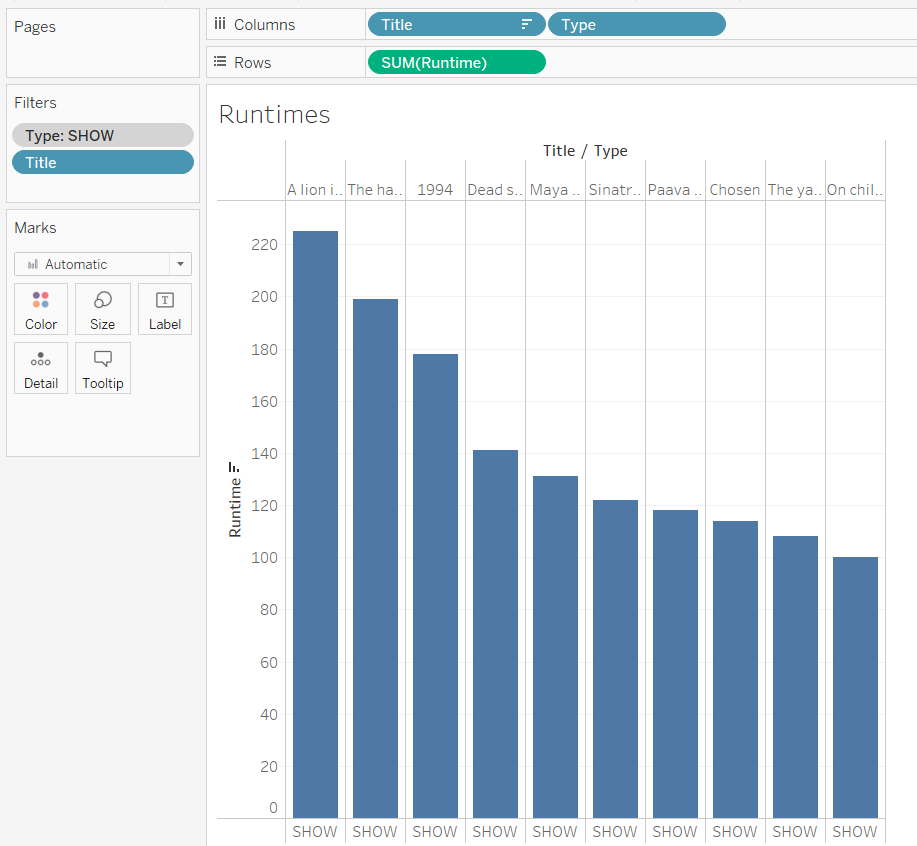 Pages
Columns
Title
Type
Rows
SUM(Runtime)
Filters
Type: SHOW
Title
Marks
Automatic
Color
Size
Label
Detail
Tooltip
Runtimes
Title / Type
A lion i.. The ha.. 1994 Dead s.. Maya .. Sinatr.. Paava .. Chosen The ya.. On chil..
Runtime
220
200
180
160
140
120
100
80
60
40
20
0
SHOW SHOW SHOW SHOW SHOW SHOW SHOW SHOW SHOW SHOW